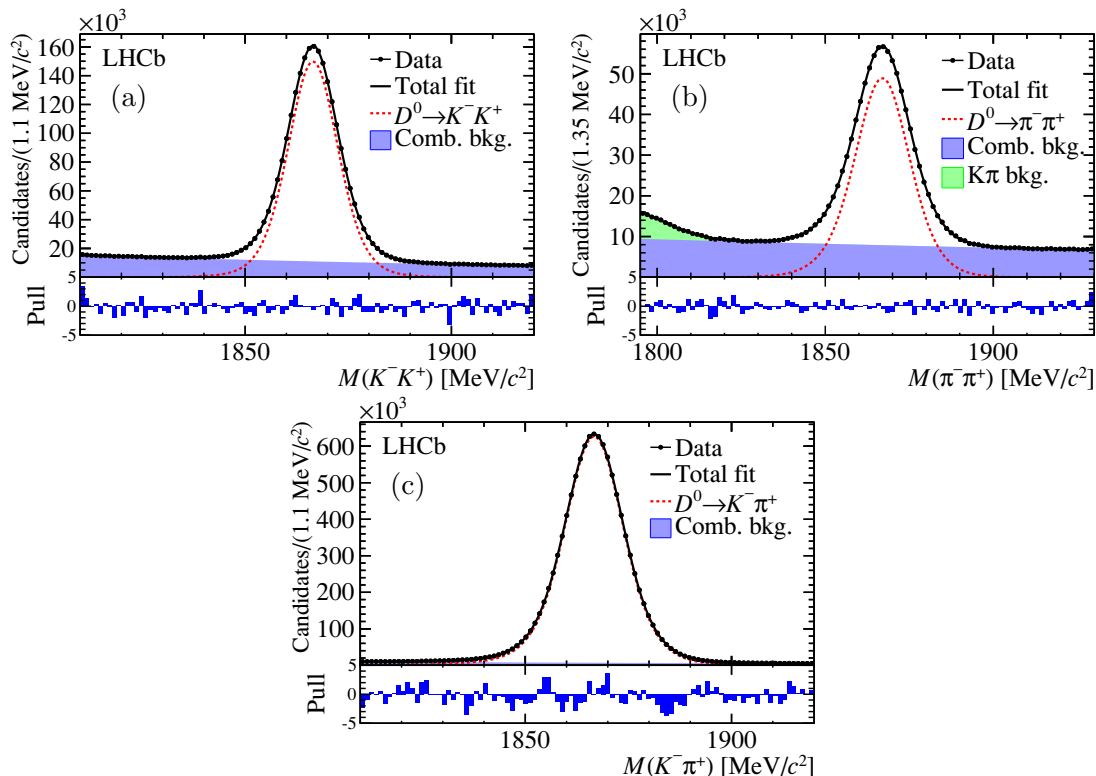 ×10³
Candidates/(1.1 MeV/c²)
160
140
120
100
80
60
40
20
LHCb
(a)
Data
Total fit
D⁰→K⁻K⁺
Comb. bkg.
Pull
5
0
-5
1850
1900
M(K⁻K⁺) [MeV/c²]
×10³
Candidates/(1.35 MeV/c²)
50
40
30
20
10
LHCb
(b)
Data
Total fit
D⁰→π⁻π⁺
Comb. bkg.
Kπ bkg.
Pull
5
0
-5
1800
1850
1900
M(π⁻π⁺) [MeV/c²]
×10³
Candidates/(1.1 MeV/c²)
600
500
400
300
200
100
LHCb
(c)
Data
Total fit
D⁰→K⁻π⁺
Comb. bkg.
Pull
5
0
-5
1850
1900
M(K⁻π⁺) [MeV/c²]